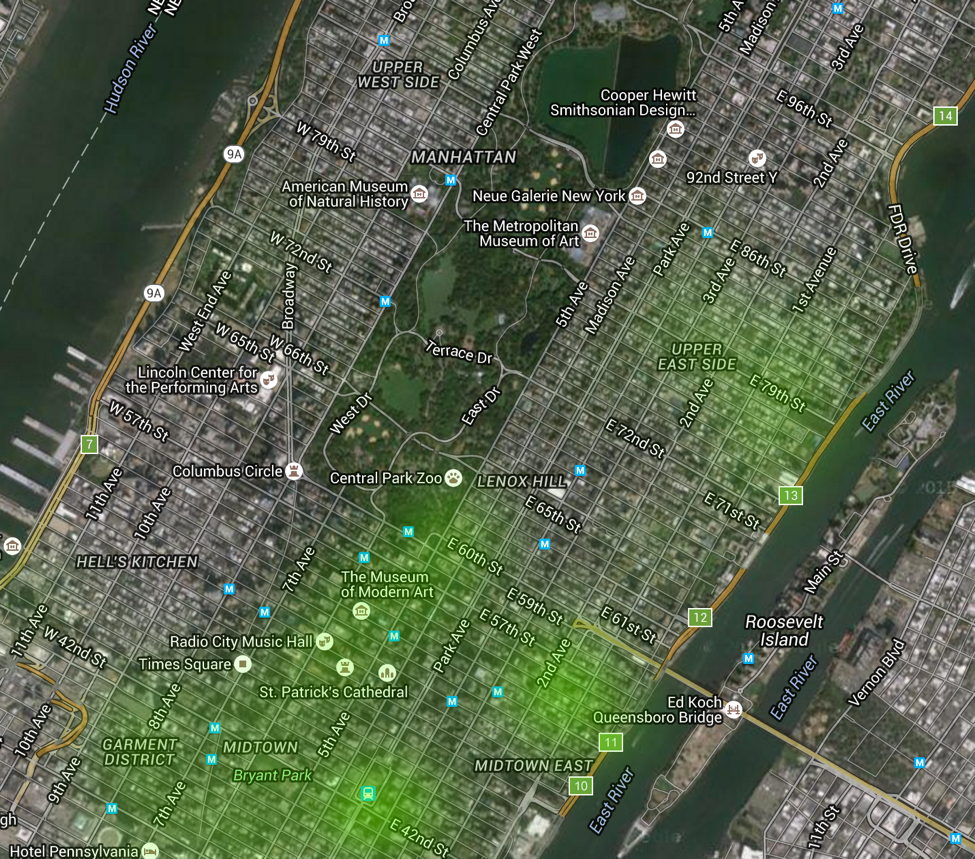 NE
NE
Hudson River
Bro
Columbus Ave
Central Park West
5th A
Madison
3rd Ave
UPPER
WEST SIDE
Cooper Hewitt
Smithsonian Design...
E 96th St
14
W 79th St
9A
MANHATTAN
92nd Street Y
2nd Ave
American Museum
of Natural History
Neue Galerie New York
The Metropolitan
Museum of Art
FDR Drive
W 72nd St
Park Ave
E 86th St
3rd Ave
1st Avenue
9A
West End Ave
Broadway
5th Ave
Madison Ave
W 65th St
W 66th St
Terrace Dr
UPPER
EAST SIDE
Lincoln Center for
the Performing Arts
E 79th St
East River
W 57th St
West Dr
East Dr
2nd Ave
E 72nd St
7
Columbus Circle
Central Park Zoo
LENOX HILL
11th Ave
10th Ave
E 65th St
E 71st St
13
2015
HELL'S KITCHEN
7th Ave
E 60th St
The Museum
of Modern Art
Main St
11th Ave
W 42nd St
E 59th St
E 57th St
E 61st St
12
Roosevelt
Island
Radio City Music Hall
Times Square
Park Ave
2nd Ave
St. Patrick's Cathedral
East River
Vernon Blvd
8th Ave
Ed Koch
Queensboro Bridge
10th Ave
GARMENT
DISTRICT
MIDTOWN
5th Ave
11
Bryant Park
MIDTOWN EAST
10
9th Ave
7th Ave
East River
gh
E 42nd St
11th St
Hotel Pennsylvania